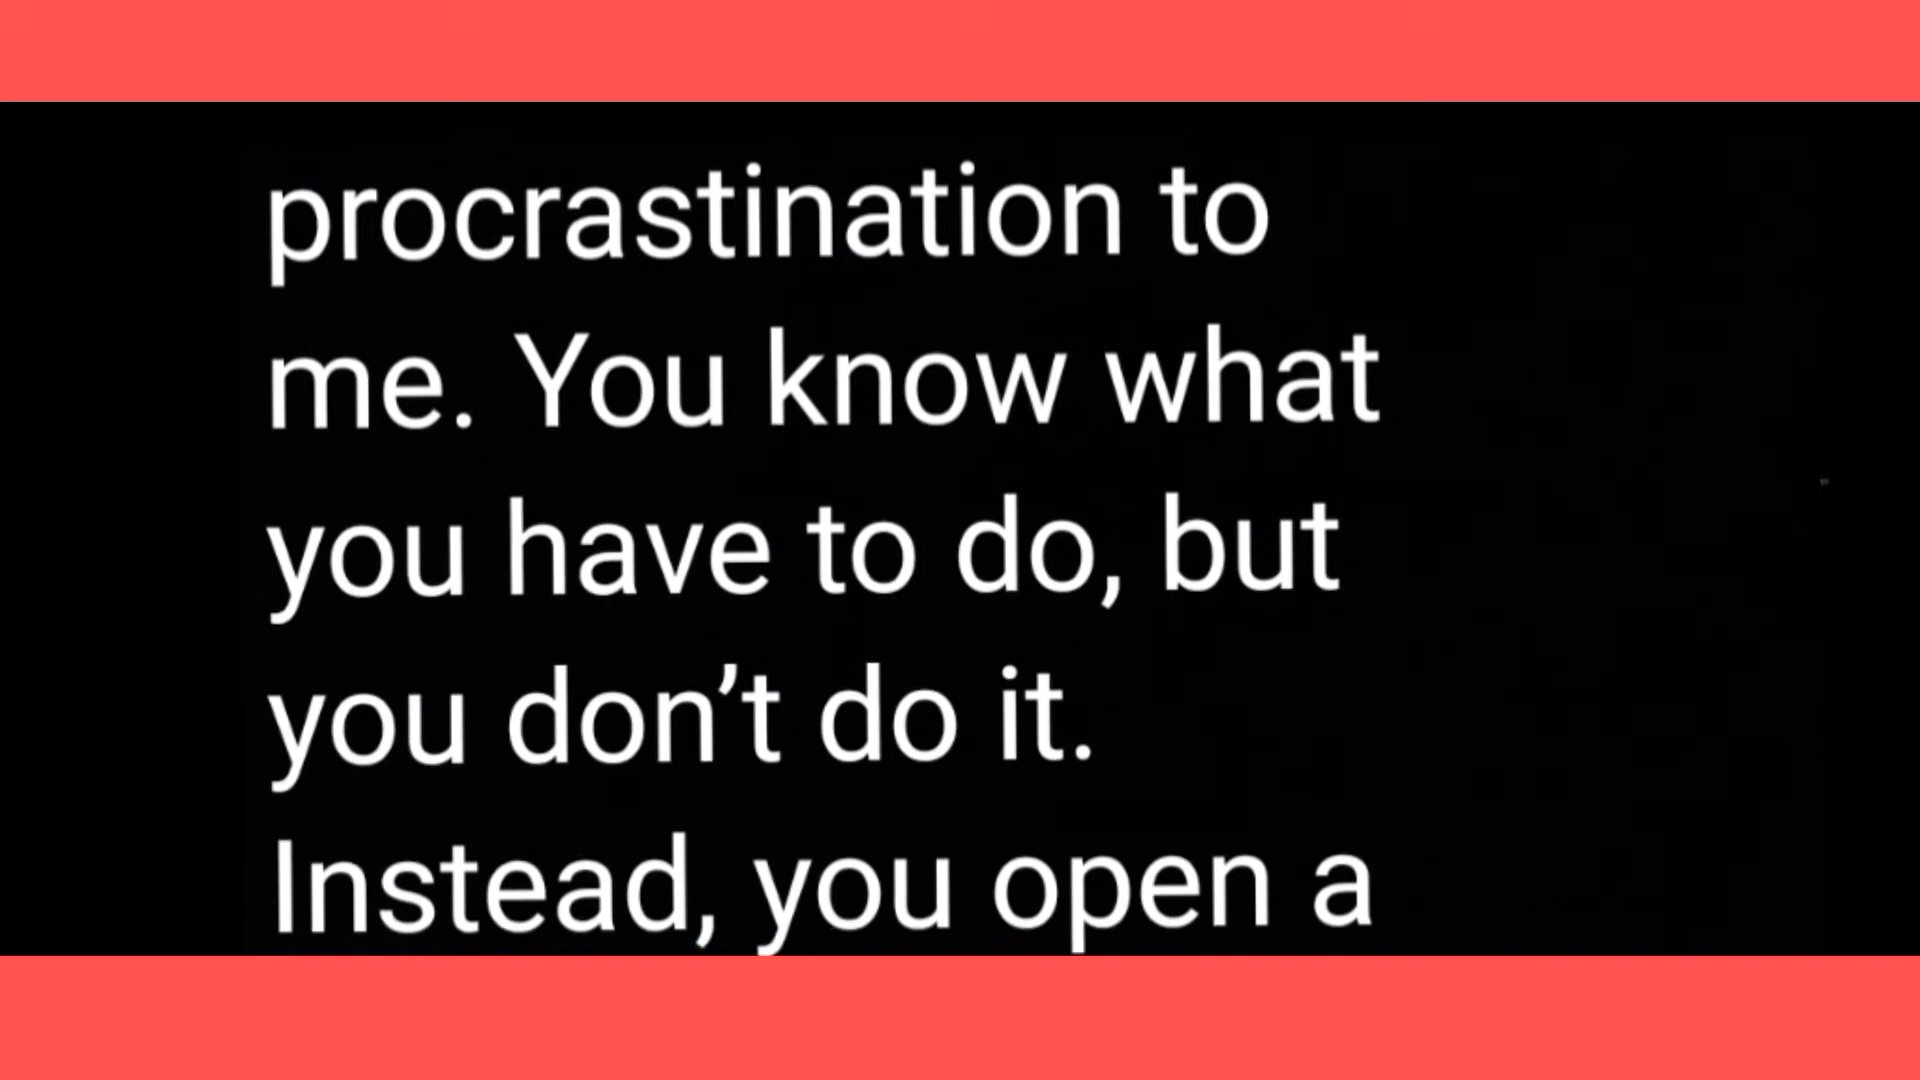 procrastination to
me. You know what
you have to do, but
you don’t do it.
Instead, you open a